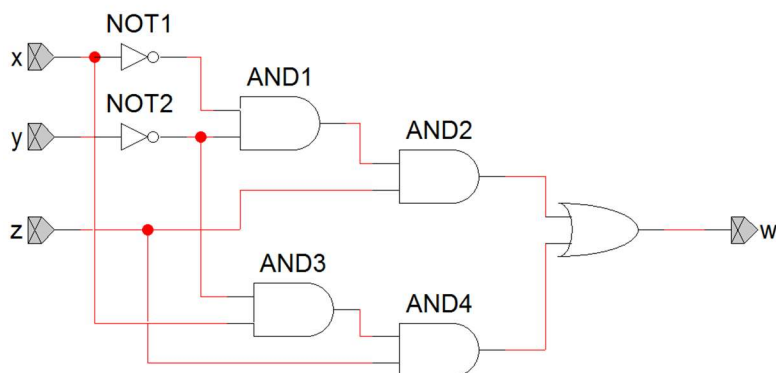 NOT1
x
AND1
NOT2
AND2
y
z
w
AND3
AND4